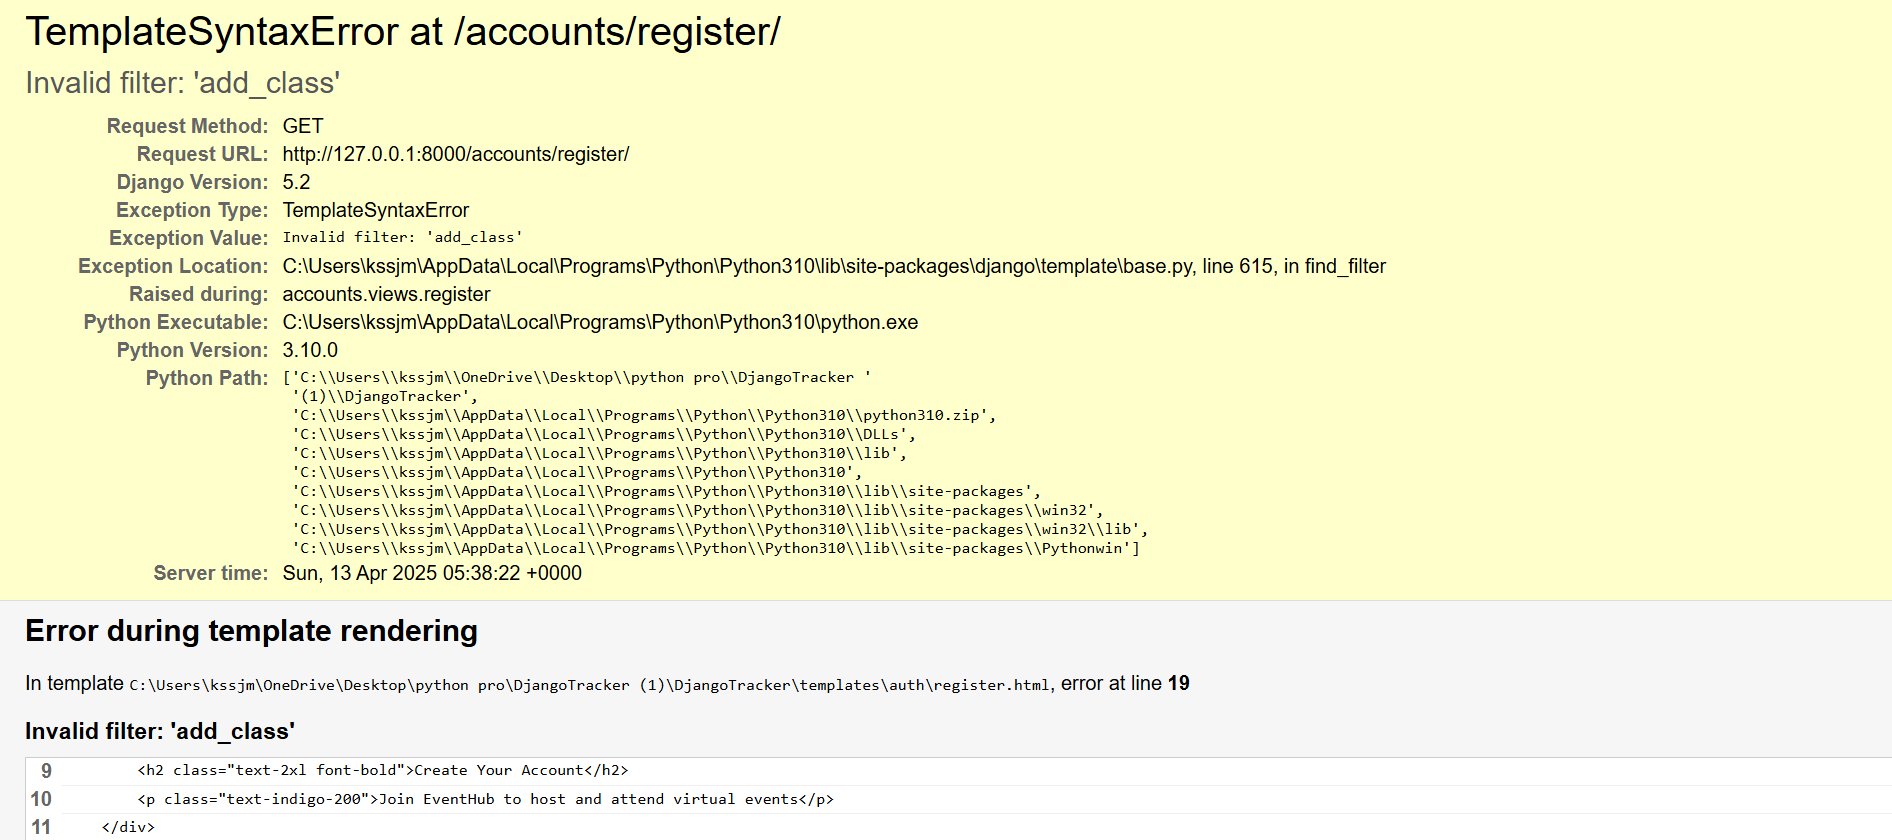 TemplateSyntaxError at /accounts/register/
Invalid filter: 'add_class'
Request Method: GET
Request URL: http://127.0.0.1:8000/accounts/register/
Django Version: 5.2
Exception Type: TemplateSyntaxError
Exception Value: Invalid filter: 'add_class'
Exception Location: C:\Users\kssjm\AppData\Local\Programs\Python\Python310\lib\site-packages\django\template\base.py, line 615, in find_filter
Raised during: accounts.views.register
Python Executable: C:\Users\kssjm\AppData\Local\Programs\Python\Python310\python.exe
Python Version: 3.10.0
Python Path: ['C:\\Users\\kssjm\\OneDrive\\Desktop\\python pro\\DjangoTracker '
'(1)\\DjangoTracker',
'C:\\Users\\kssjm\\AppData\\Local\\Programs\\Python\\Python310\\python310.zip',
'C:\\Users\\kssjm\\AppData\\Local\\Programs\\Python\\Python310\\DLLs',
'C:\\Users\\kssjm\\AppData\\Local\\Programs\\Python\\Python310\\lib',
'C:\\Users\\kssjm\\AppData\\Local\\Programs\\Python\\Python310',
'C:\\Users\\kssjm\\AppData\\Local\\Programs\\Python\\Python310\\lib\\site-packages',
'C:\\Users\\kssjm\\AppData\\Local\\Programs\\Python\\Python310\\lib\\site-packages\\win32',
'C:\\Users\\kssjm\\AppData\\Local\\Programs\\Python\\Python310\\lib\\site-packages\\win32\\lib',
'C:\\Users\\kssjm\\AppData\\Local\\Programs\\Python\\Python310\\lib\\site-packages\\Pythonwin']
Server time: Sun, 13 Apr 2025 05:38:22 +0000
Error during template rendering
In template C:\Users\kssjm\OneDrive\Desktop\python pro\DjangoTracker (1)\DjangoTracker\templates\auth\register.html, error at line 19
Invalid filter: 'add_class'
9 <h2 class="text-2xl font-bold">Create Your Account</h2>
10 <p class="text-indigo-200">Join EventHub to host and attend virtual events</p>
11 </div>